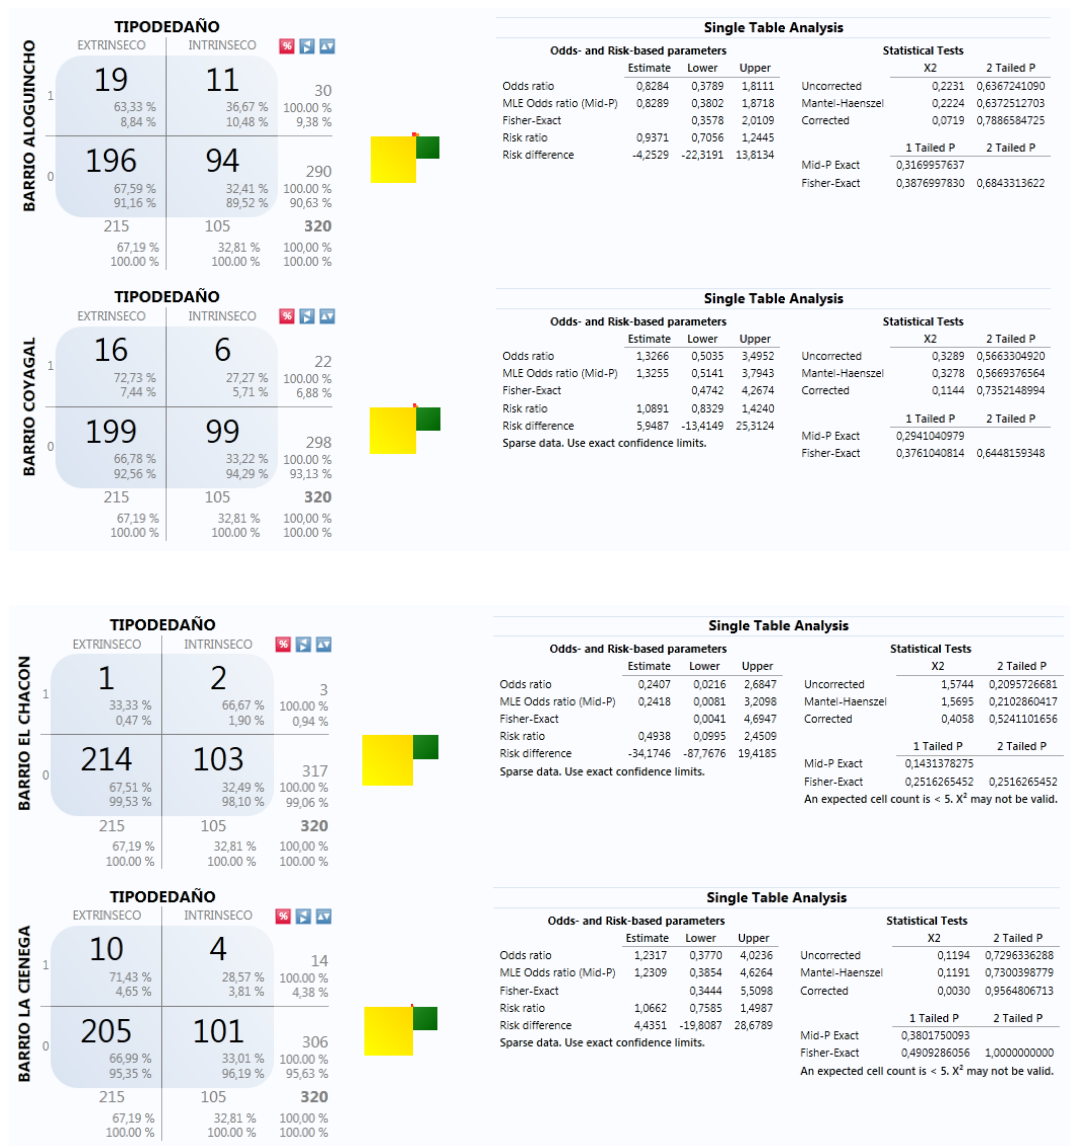 TIPODEDAÑO
EXTRINSECO INTRINSECO %
BARRIO ALOGUINCHO
1 19 11 30
63,33 % 36,67 % 100.00 %
8,84 % 10,48 % 9,38 %
0 196 94 290
67,59 % 32,41 % 100.00 %
91,16 % 89,52 % 90,63 %
215 105 320
67,19 % 32,81 % 100,00 %
100.00 % 100.00 % 100.00 %
Single Table Analysis
Odds- and Risk-based parameters
Estimate Lower Upper
Odds ratio 0,8284 0,3789 1,8111
MLE Odds ratio (Mid-P) 0,8289 0,3802 1,8718
Fisher-Exact 0,3578 2,0109
Risk ratio 0,9371 0,7056 1,2445
Risk difference -4,2529 -22,3191 13,8134
Statistical Tests
X2 2 Tailed P
Uncorrected 0,2231 0,6367241090
Mantel-Haenszel 0,2224 0,6372512703
Corrected 0,0719 0,7886584725
1 Tailed P 2 Tailed P
Mid-P Exact 0,3169957637
Fisher-Exact 0,3876997830 0,6843313622
TIPODEDAÑO
EXTRINSECO INTRINSECO %
BARRIO COYAGAL
1 16 6 22
72,73 % 27,27 % 100.00 %
7,44 % 5,71 % 6,88 %
0 199 99 298
66,78 % 33,22 % 100.00 %
92,56 % 94,29 % 93,13 %
215 105 320
67,19 % 32,81 % 100,00 %
100.00 % 100.00 % 100.00 %
Single Table Analysis
Odds- and Risk-based parameters
Estimate Lower Upper
Odds ratio 1,3266 0,5035 3,4952
MLE Odds ratio (Mid-P) 1,3255 0,5141 3,7943
Fisher-Exact 0,4742 4,2674
Risk ratio 1,0891 0,8329 1,4240
Risk difference 5,9487 -13,4149 25,3124
Sparse data. Use exact confidence limits.
Statistical Tests
X2 2 Tailed P
Uncorrected 0,3289 0,5663304920
Mantel-Haenszel 0,3278 0,5669376564
Corrected 0,1144 0,7352148994
1 Tailed P 2 Tailed P
Mid-P Exact 0,2941040979
Fisher-Exact 0,3761040814 0,6448159348
TIPODEDAÑO
EXTRINSECO INTRINSECO %
BARRIO EL CHACON
1 1 2 3
33,33 % 66,67 % 100.00 %
0,47 % 1,90 % 0,94 %
0 214 103 317
67,51 % 32,49 % 100.00 %
99,53 % 98,10 % 99,06 %
215 105 320
67,19 % 32,81 % 100,00 %
100.00 % 100.00 % 100.00 %
Single Table Analysis
Odds- and Risk-based parameters
Estimate Lower Upper
Odds ratio 0,2407 0,0216 2,6847
MLE Odds ratio (Mid-P) 0,2418 0,0081 3,2098
Fisher-Exact 0,0041 4,6947
Risk ratio 0,4938 0,0995 2,4509
Risk difference -34,1746 -87,7676 19,4185
Sparse data. Use exact confidence limits.
Statistical Tests
X2 2 Tailed P
Uncorrected 1,5744 0,2095726681
Mantel-Haenszel 1,5695 0,2102860417
Corrected 0,4058 0,5241101656
1 Tailed P 2 Tailed P
Mid-P Exact 0,1431378275
Fisher-Exact 0,2516265452 0,2516265452
An expected cell count is < 5. X² may not be valid.
TIPODEDAÑO
EXTRINSECO INTRINSECO %
BARRIO LA CIENEGA
1 10 4 14
71,43 % 28,57 % 100.00 %
4,65 % 3,81 % 4,38 %
0 205 101 306
66,99 % 33,01 % 100.00 %
95,35 % 96,19 % 95,63 %
215 105 320
67,19 % 32,81 % 100,00 %
100.00 % 100.00 % 100.00 %
Single Table Analysis
Odds- and Risk-based parameters
Estimate Lower Upper
Odds ratio 1,2317 0,3770 4,0236
MLE Odds ratio (Mid-P) 1,2309 0,3854 4,6264
Fisher-Exact 0,3444 5,5098
Risk ratio 1,0662 0,7585 1,4987
Risk difference 4,4351 -19,8087 28,6789
Sparse data. Use exact confidence limits.
Statistical Tests
X2 2 Tailed P
Uncorrected 0,1194 0,7296336288
Mantel-Haenszel 0,1191 0,7300398779
Corrected 0,0030 0,9564806713
1 Tailed P 2 Tailed P
Mid-P Exact 0,3801750093
Fisher-Exact 0,4909286056 1,0000000000
An expected cell count is < 5. X² may not be valid.